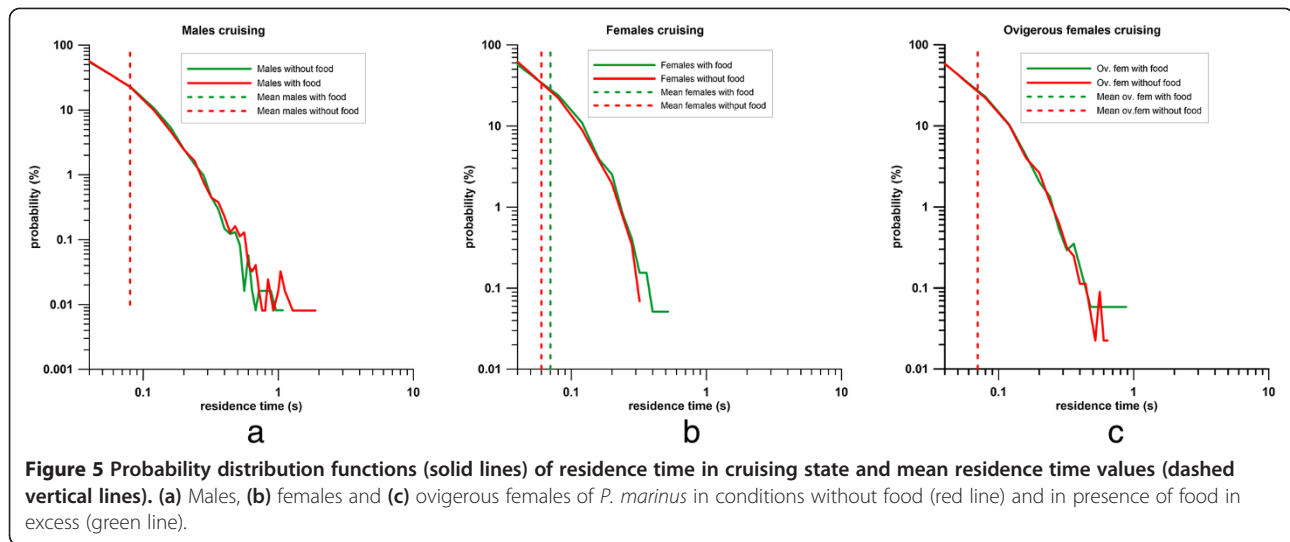 Males cruising
100
10
1
0.1
0.01
0.001
probability (%)
Males without food
Males with food
Mean males with food
Mean males without food
0.1
1
10
residence time (s)
a
Females cruising
100
10
1
0.1
0.01
probability (%)
Females with food
Females without food
Mean females with food
Mean females withput food
0.1
1
10
residence time (s)
b
Ovigerous females cruising
100
10
1
0.1
0.01
probability (%)
Ov. fem with food
Ov. fem withour food
Mean ov. fem with food
Mean ov.fem without food
0.1
1
10
residence time (s)
c
Figure 5 Probability distribution functions (solid lines) of residence time in cruising state and mean residence time values (dashed
vertical lines). (a) Males, (b) females and (c) ovigerous females of P. marinus in conditions without food (red line) and in presence of food in
excess (green line).